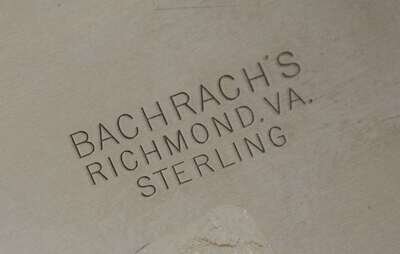 BACHRACH'S
RICHMOND. VA.
STERLING